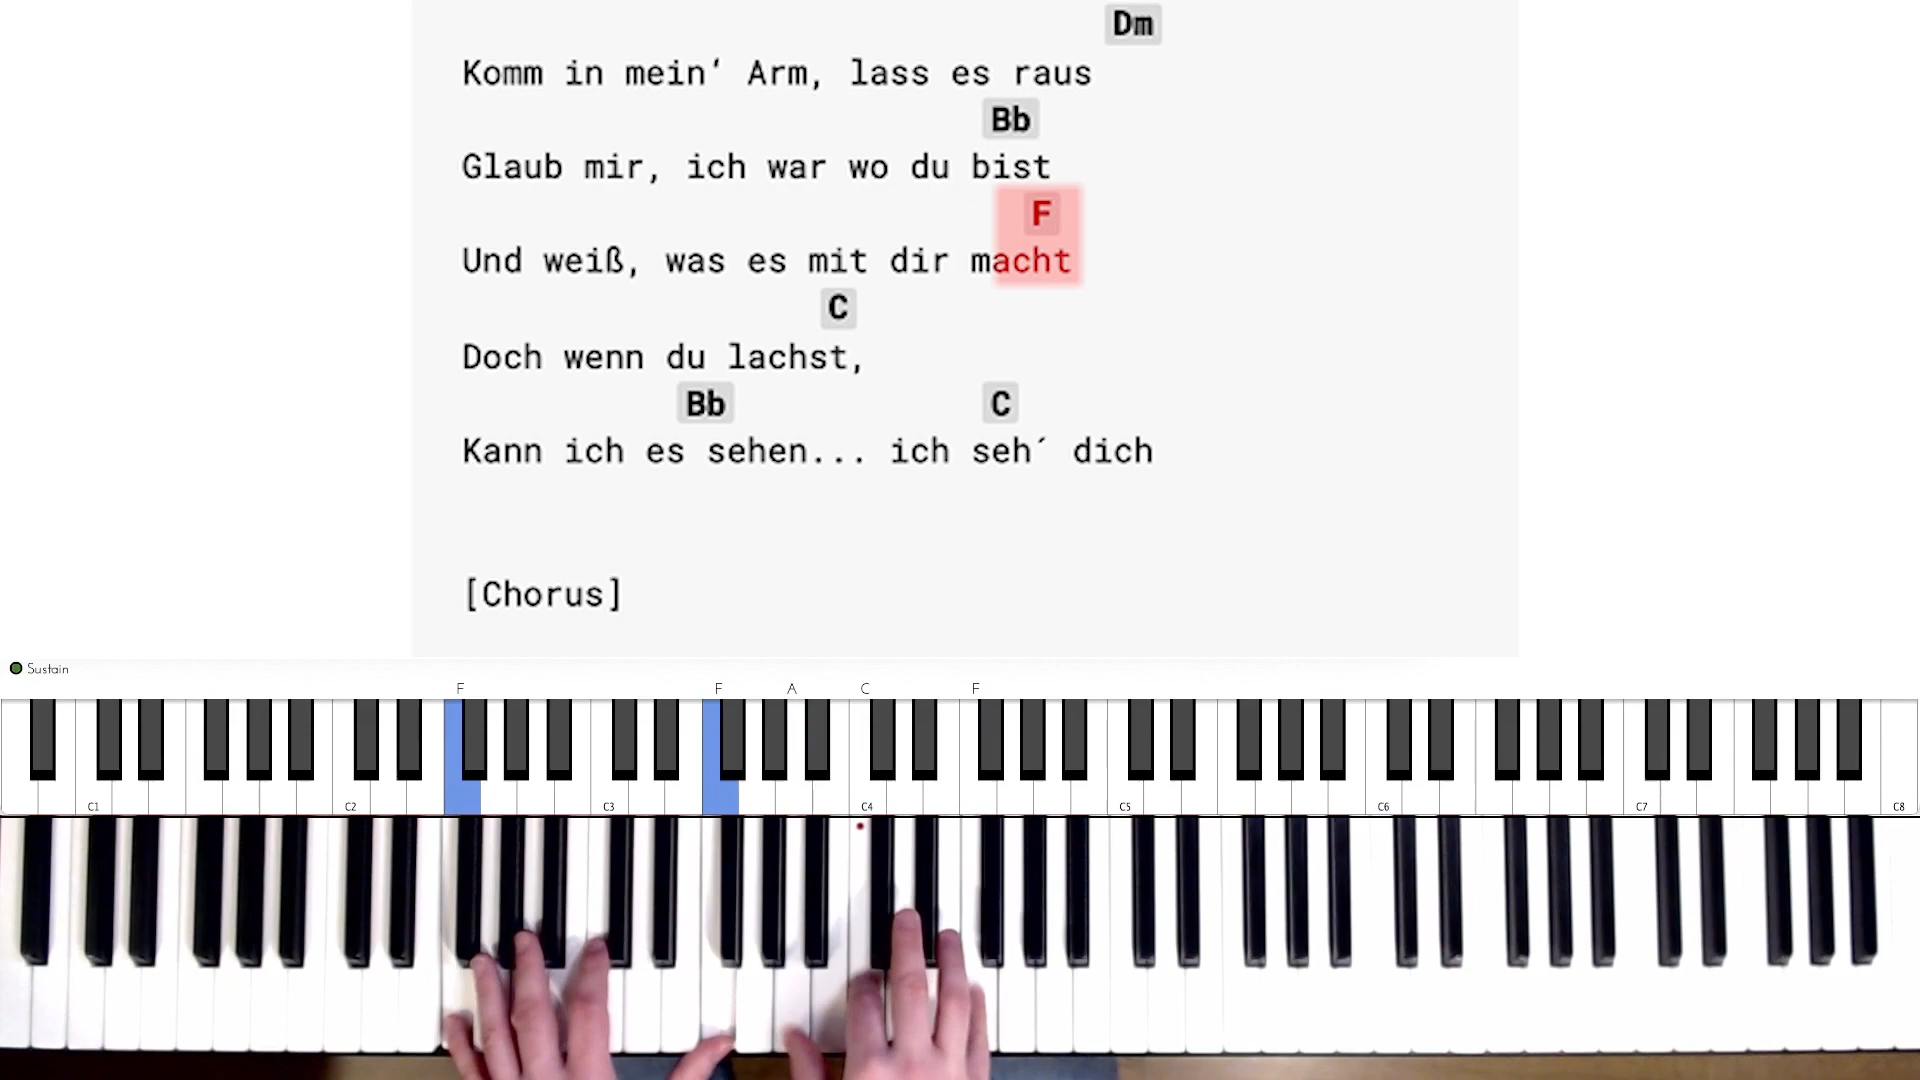 Dm
Komm in mein‘ Arm, lass es raus
Bb
Glaub mir, ich war wo du bist
F
Und weiß, was es mit dir macht
C
Doch wenn du lachst,
Bb C
Kann ich es sehen... ich seh´ dich
[Chorus]
Sustain
F F A C F
C1 C2 C3 C4 C5 C6 C7 C8